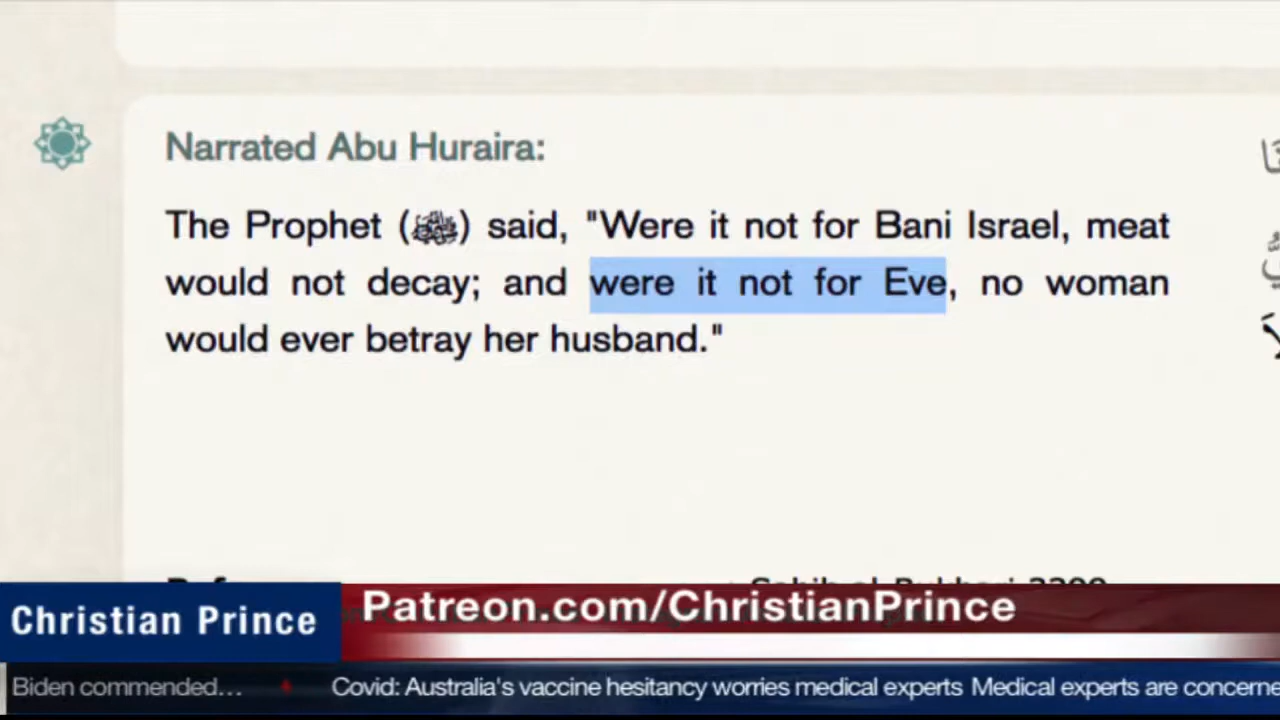 Narrated Abu Huraira:
The Prophet (ﷺ) said, "Were it not for Bani Israel, meat
would not decay; and were it not for Eve, no woman
would ever betray her husband."
Christian Prince
Patreon.com/ChristianPrince
Biden commended... Covid: Australia's vaccine hesitancy worries medical experts Medical experts are concerne